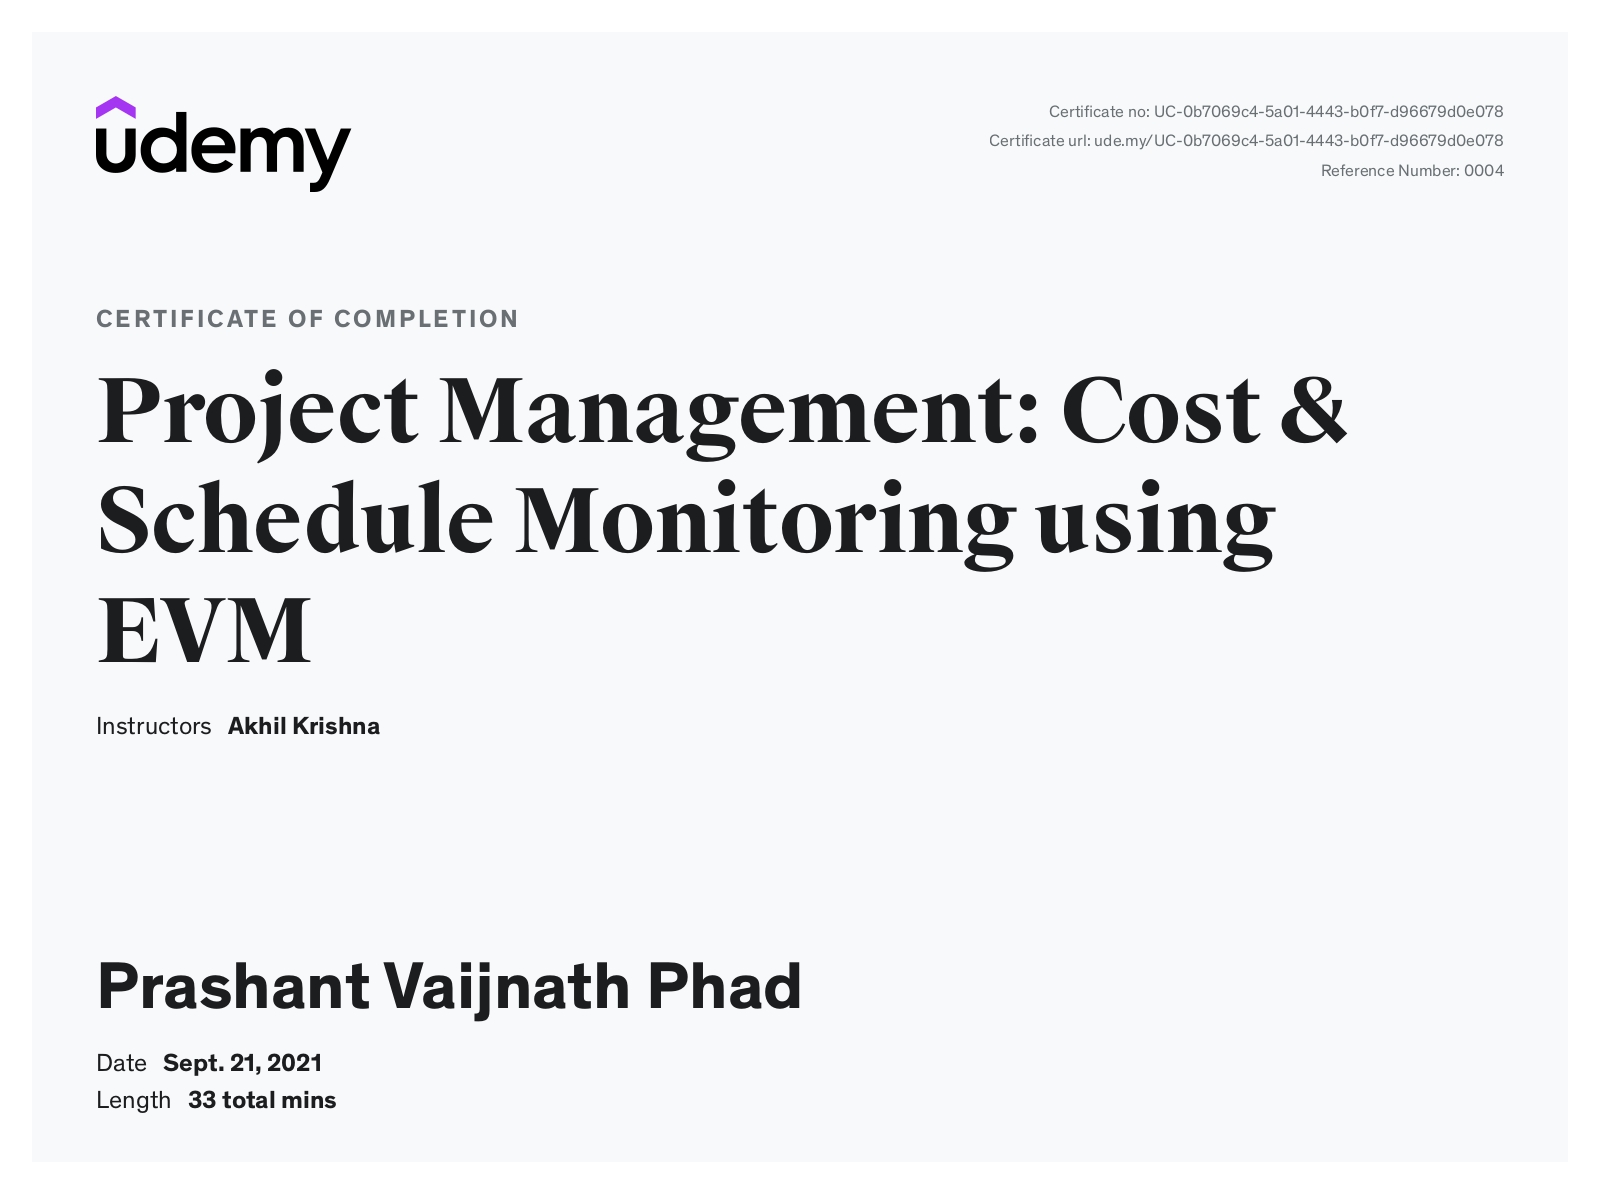 udemy
Certificate no: UC-0b7069c4-5a01-4443-b0f7-d96679d0e078
Certificate url: ude.my/UC-0b7069c4-5a01-4443-b0f7-d96679d0e078
Reference Number: 0004
CERTIFICATE OF COMPLETION
Project Management: Cost &
Schedule Monitoring using
EVM
Instructors Akhil Krishna
Prashant Vaijnath Phad
Date Sept. 21, 2021
Length 33 total mins